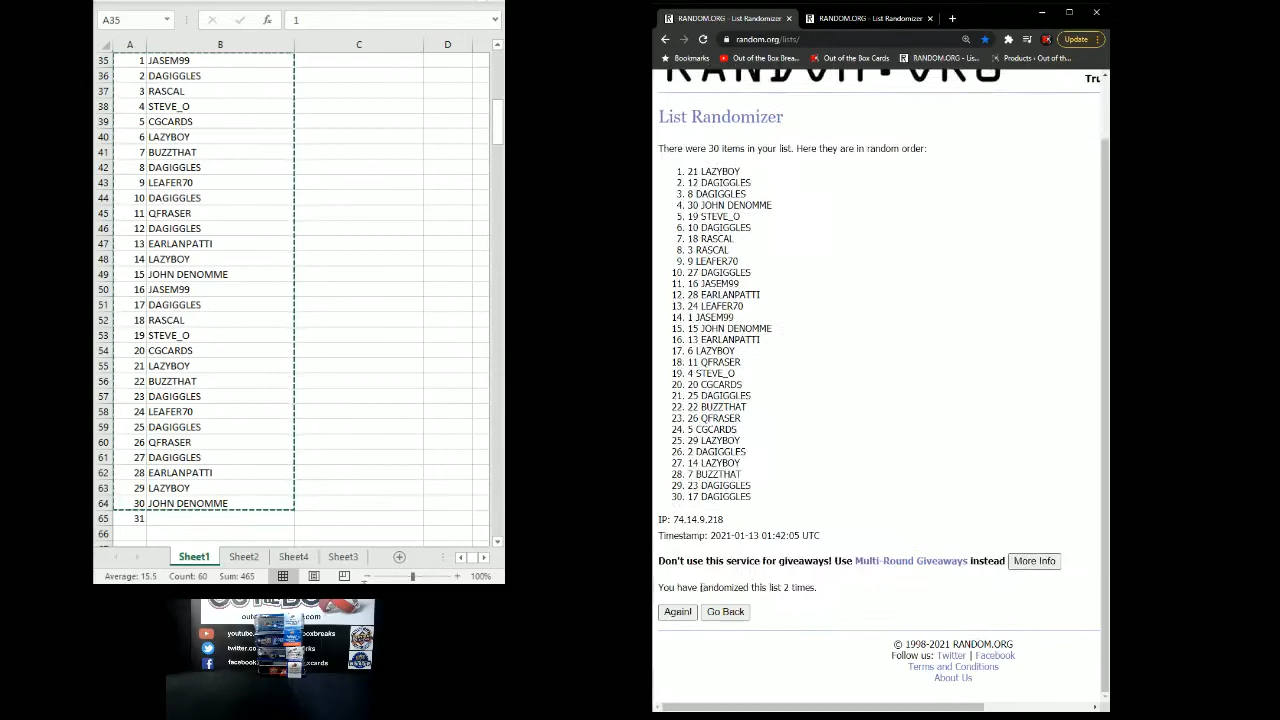 A35
1
A B C D
35 1 JASEM99
36 2 DAGIGGLES
37 3 RASCAL
38 4 STEVE_O
39 5 CGCARDS
40 6 LAZYBOY
41 7 BUZZTHAT
42 8 DAGIGGLES
43 9 LEAFER70
44 10 DAGIGGLES
45 11 QFRASER
46 12 DAGIGGLES
47 13 EARLANPATTI
48 14 LAZYBOY
49 15 JOHN DENOMME
50 16 JASEM99
51 17 DAGIGGLES
52 18 RASCAL
53 19 STEVE_O
54 20 CGCARDS
55 21 LAZYBOY
56 22 BUZZTHAT
57 23 DAGIGGLES
58 24 LEAFER70
59 25 DAGIGGLES
60 26 QFRASER
61 27 DAGIGGLES
62 28 EARLANPATTI
63 29 LAZYBOY
64 30 JOHN DENOMME
65 31
66
Sheet1 Sheet2 Sheet4 Sheet3
Average: 15.5 Count: 60 Sum: 465 100%
RANDOM.ORG - List Randomizer RANDOM.ORG - List Randomizer
random.org/lists/ Update
Bookmarks Out of the Box Brea... Out of the Box Cards RANDOM.ORG - Lis... Products › Out of th...
RANDOM.ORG
List Randomizer
There were 30 items in your list. Here they are in random order:
1. 21 LAZYBOY
2. 12 DAGIGGLES
3. 8 DAGIGGLES
4. 30 JOHN DENOMME
5. 19 STEVE_O
6. 10 DAGIGGLES
7. 18 RASCAL
8. 3 RASCAL
9. 9 LEAFER70
10. 27 DAGIGGLES
11. 16 JASEM99
12. 28 EARLANPATTI
13. 24 LEAFER70
14. 1 JASEM99
15. 15 JOHN DENOMME
16. 13 EARLANPATTI
17. 6 LAZYBOY
18. 11 QFRASER
19. 4 STEVE_O
20. 20 CGCARDS
21. 25 DAGIGGLES
22. 22 BUZZTHAT
23. 26 QFRASER
24. 5 CGCARDS
25. 29 LAZYBOY
26. 2 DAGIGGLES
27. 14 LAZYBOY
28. 7 BUZZTHAT
29. 23 DAGIGGLES
30. 17 DAGIGGLES
IP: 74.14.9.218
Timestamp: 2021-01-13 01:42:05 UTC
Don't use this service for giveaways! Use Multi-Round Giveaways instead More Info
You have randomized this list 2 times.
Again! Go Back
© 1998-2021 RANDOM.ORG
Follow us: Twitter | Facebook
Terms and Conditions
About Us